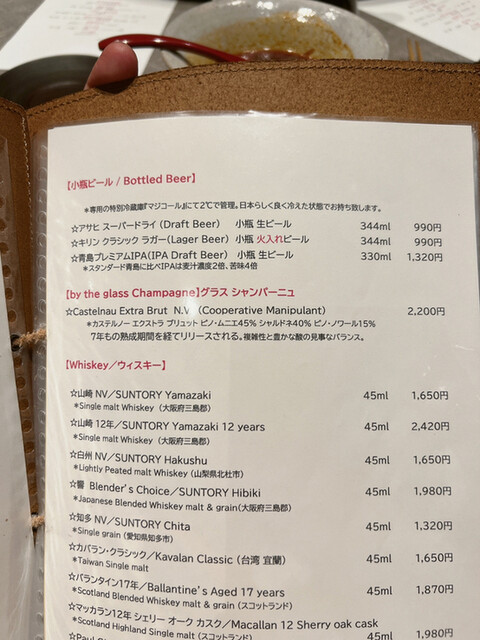 【小瓶ビール / Bottled Beer】
＊専用の特別冷蔵庫『マジコール』にて2℃で管理。日本らしく良く冷えた状態でお持ち致します。
☆アサヒ スーパードライ (Draft Beer) 小瓶 生ビール 344ml 990円
☆キリン クラシック ラガー(Lager Beer) 小瓶 火入れビール 344ml 990円
☆青島プレミアムIPA(IPA Draft Beer) 小瓶 生ビール 330ml 1,320円
＊スタンダード青島に比べIPAは麦汁濃度2倍、苦味4倍
【by the glass Champagne】グラス シャンパーニュ
☆Castelnau Extra Brut N.V (Cooperative Manipulant) 2,200円
＊カステルノー エクストラ ブリュット ピノ・ムニエ45% シャルドネ40% ピノ・ノワール15%
7年もの熟成期間を経てリリースされる。複雑性と豊かな酸の見事なバランス。
【Whiskey／ウィスキー】
☆山崎 NV／SUNTORY Yamazaki 45ml 1,650円
＊Single malt Whiskey (大阪府三島郡)
☆山崎 12年／SUNTORY Yamazaki 12 years 45ml 2,420円
＊Single malt Whiskey (大阪府三島郡)
☆白州 NV／SUNTORY Hakushu 45ml 1,650円
＊Lightly Peated malt Whiskey (山梨県北杜市)
☆響 Blender's Choice／SUNTORY Hibiki 45ml 1,980円
＊Japanese Blended Whiskey malt & grain(大阪府三島郡)
☆知多 NV／SUNTORY Chita 45ml 1,320円
＊Single grain (愛知県知多市)
☆カバラン・クラシック／Kavalan Classic (台湾 宜蘭) 45ml 1,650円
＊Taiwan Single malt
☆バランタイン17年／Ballantine's Aged 17 years 45ml 1,870円
＊Scotland Blended Whiskey malt & grain (スコットランド)
☆マッカラン12年 シェリー オーク カスク／Macallan 12 Sherry oak cask
＊Scotland Highland Single malt (スコットランド) 45ml 1,980円